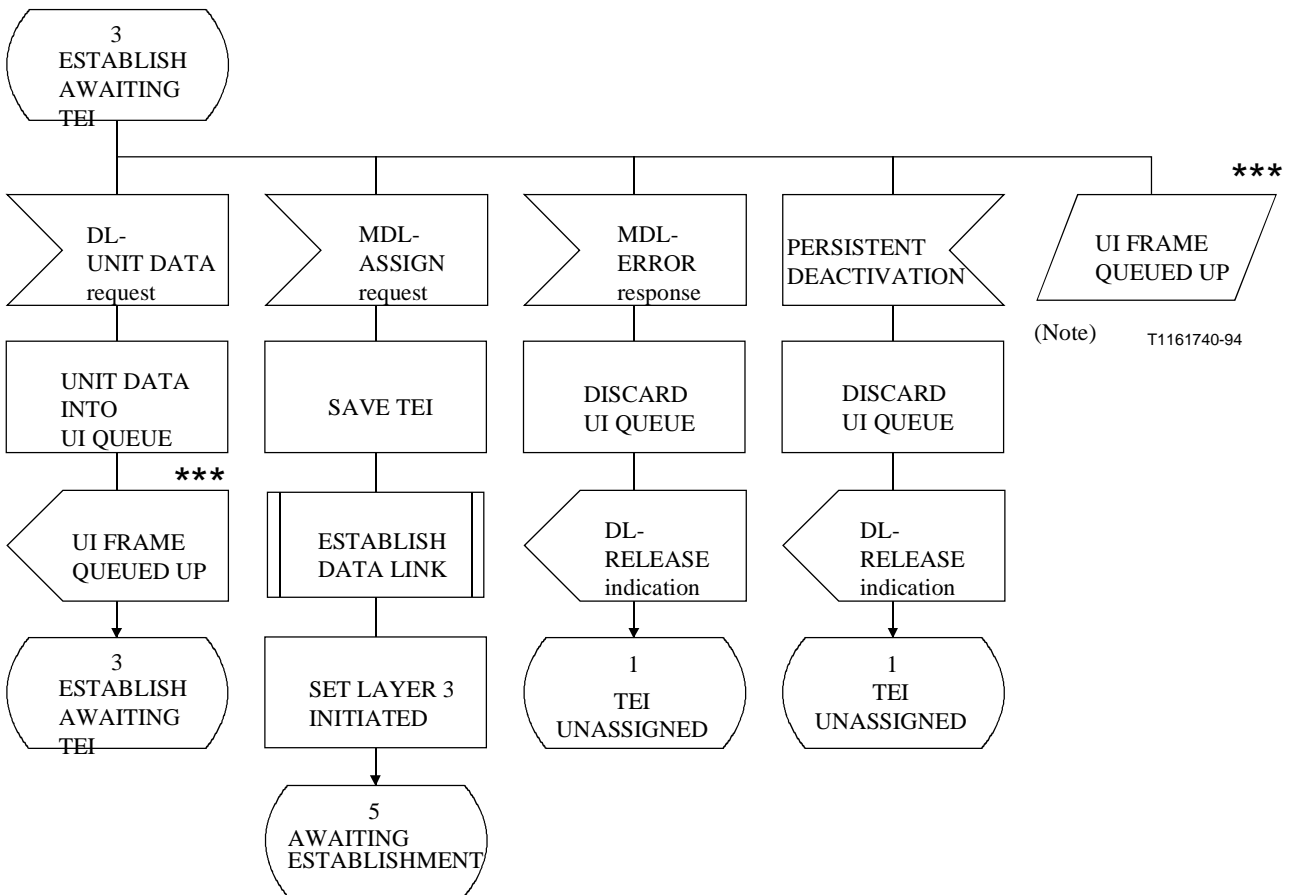 3
ESTABLISH
AWAITING
TEI
***
DL-
UNIT DATA
request
MDL-
ASSIGN
request
MDL-
ERROR
response
PERSISTENT
DEACTIVATION
UI FRAME
QUEUED UP
(Note)
T1161740-94
UNIT DATA
INTO
UI QUEUE
SAVE TEI
DISCARD
UI QUEUE
DISCARD
UI QUEUE
***
UI FRAME
QUEUED UP
ESTABLISH
DATA LINK
DL-
RELEASE
indication
DL-
RELEASE
indication
3
ESTABLISH
AWAITING
TEI
SET LAYER 3
INITIATED
1
TEI
UNASSIGNED
1
TEI
UNASSIGNED
5
AWAITING
ESTABLISHMENT